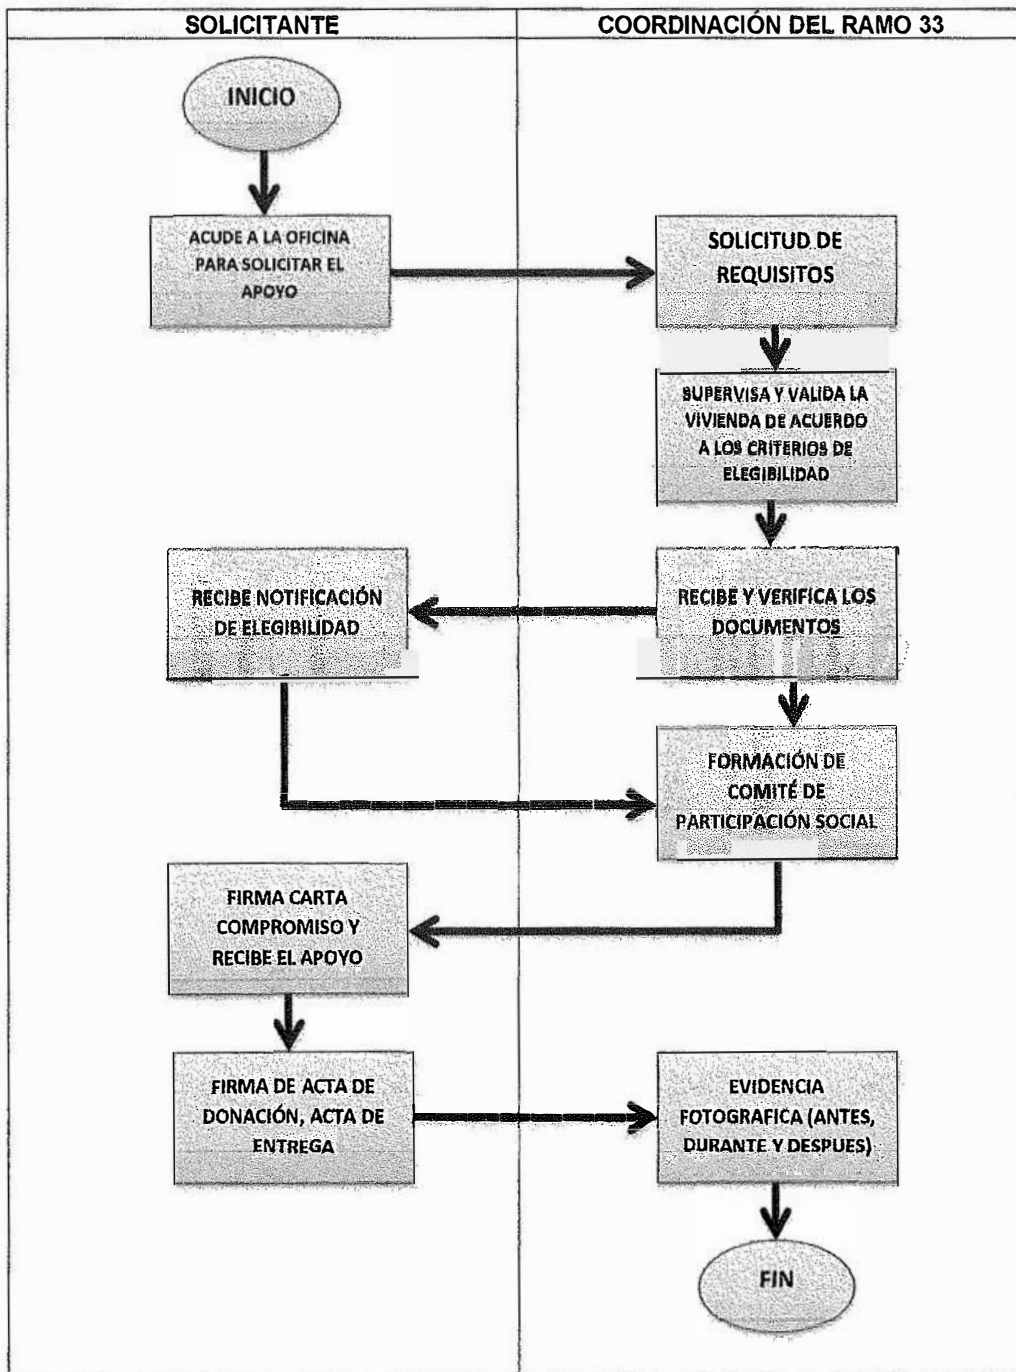 SOLICITANTE
COORDINACIÓN DEL RAMO 33
INICIO
ACUDE A LA OFICINA
PARA SOLICITAR EL
APOYO
SOLICITUD DE
REQUISITOS
SUPERVISA Y VALIDA LA
VIVIENDA DE ACUERDO
A LOS CRITERIOS DE
ELEGIBILIDAD
RECIBE NOTIFICACIÓN
DE ELEGIBILIDAD
RECIBE Y VERIFICA LOS
DOCUMENTOS
FORMACIÓN DE
COMITÉ DE
PARTICIPACIÓN SOCIAL
FIRMA CARTA
COMPROMISO Y
RECIBE EL APOYO
FIRMA DE ACTA DE
DONACIÓN, ACTA DE
ENTREGA
EVIDENCIA
FOTOGRAFICA (ANTES,
DURANTE Y DESPUES)
FIN